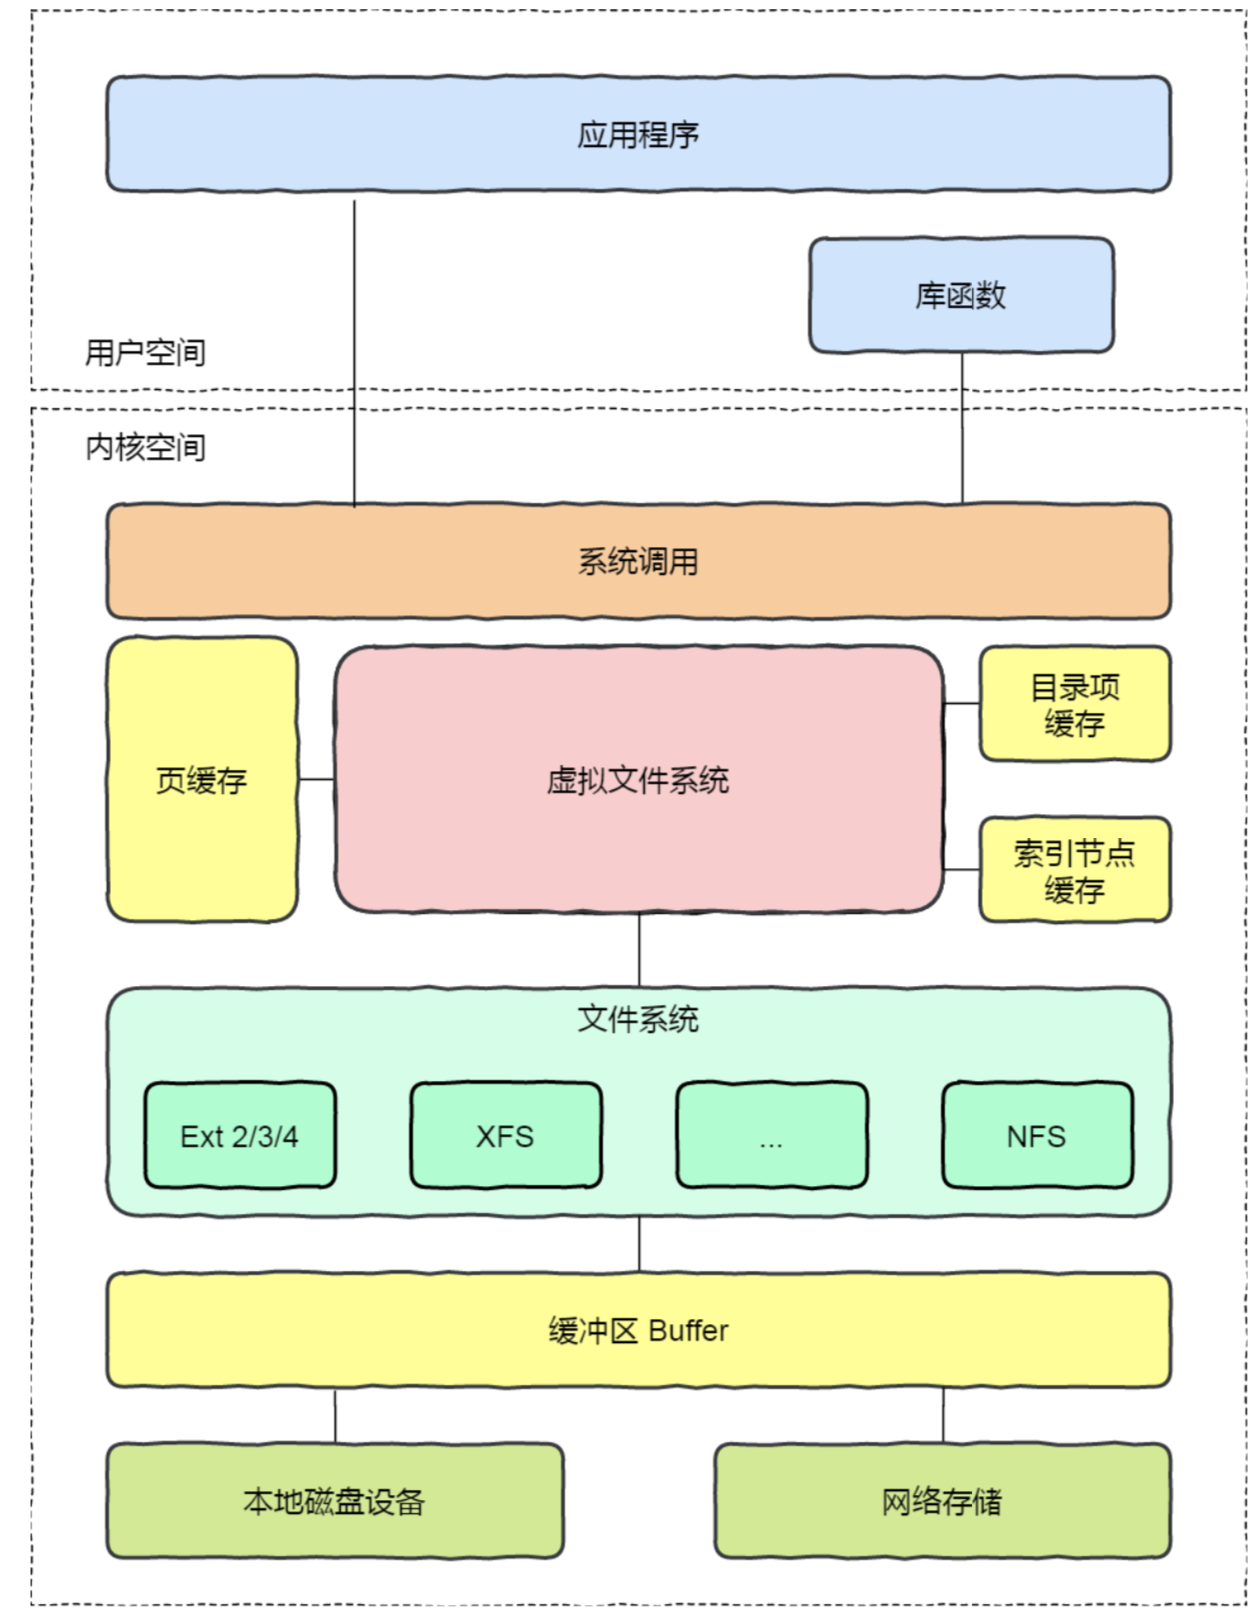 应用程序
库函数
用户空间
内核空间
系统调用
页缓存
虚拟文件系统
目录项
缓存
索引节点
缓存
文件系统
Ext 2/3/4
XFS
...
NFS
缓冲区 Buffer
本地磁盘设备
网络存储